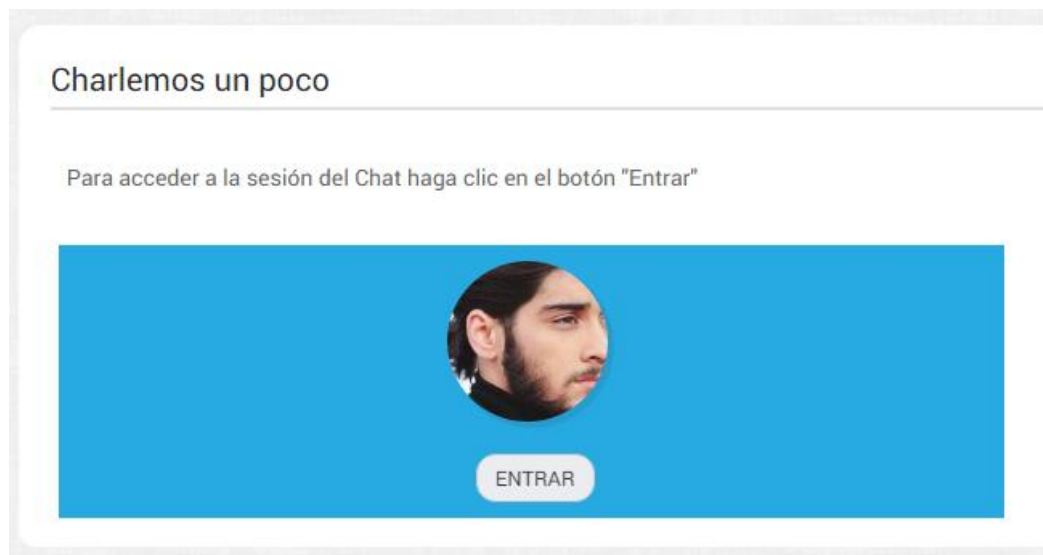 Charlemos un poco
Para acceder a la sesión del Chat haga clic en el botón "Entrar"
ENTRAR